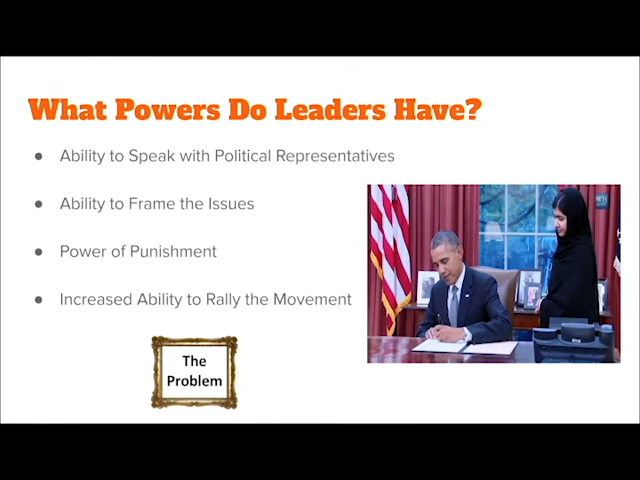 What Powers Do Leaders Have?
● Ability to Speak with Political Representatives
● Ability to Frame the Issues
● Power of Punishment
● Increased Ability to Rally the Movement
The
Problem